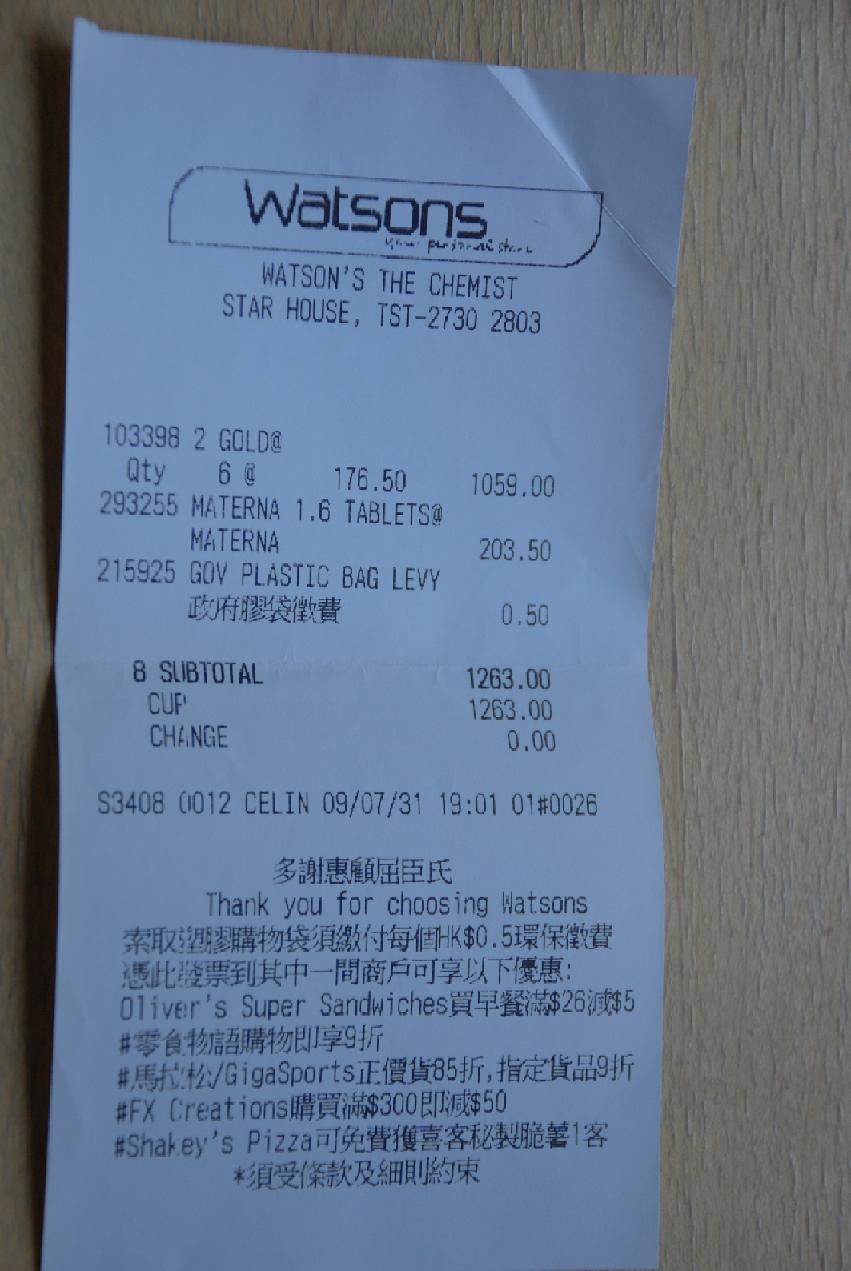 Watsons
your personal store
WATSON'S THE CHEMIST
STAR HOUSE, TST-2730 2803
103398 2 GOLD@
Qty 6 @ 176.50 1059.00
293255 MATERNA 1.6 TABLETS@
MATERNA 203.50
215925 GOV PLASTIC BAG LEVY
政府膠袋徵費 0.50
8 SUBTOTAL 1263.00
CUP 1263.00
CHANGE 0.00
S3408 0012 CELIN 09/07/31 19:01 01#0026
多謝惠顧屈臣氏
Thank you for choosing Watsons
索取塑膠購物袋須繳付每個HK$0.5環保徵費
憑此發票到其中一間商戶可享以下優惠:
Oliver's Super Sandwiches買早餐滿$26減$5
#零食物語購物即享9折
#馬拉松/GigaSports正價貨85折,指定貨品9折
#FX Creations購買滿$300即減$50
#Shakey's Pizza可免費獲喜客秘製脆薯1客
*須受條款及細則約束